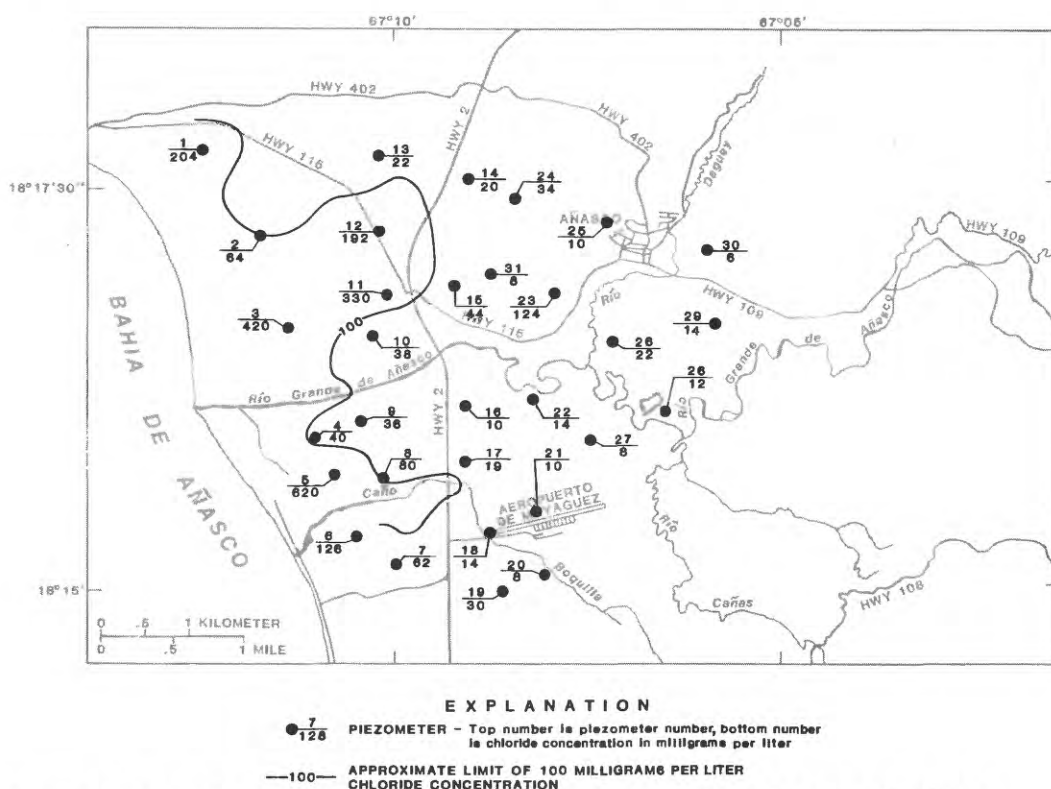 67°10'
67°05'
HWY 402
HWY 2
HWY 402
Daguey
1
204
HWY 115
13
22
14
20
24
34
18°17'30"
AÑASCO
25
10
HWY 109
2
64
12
192
30
6
31
8
11
330
15
44
23
124
Río
HWY 109
BAHIA DE AÑASCO
3
420
100
HWY 115
29
14
Añasco
10
38
26
22
de
Grande
Río Grande de Añasco
26
12
Río
HWY 2
16
10
22
14
9
36
4
40
27
8
17
19
21
10
8
80
5
620
Caño
AEROPUERTO
DE MAYAGUEZ
Río
6
126
18
14
7
62
20
8
Boquilla
18°15'
19
30
Cañas
HWY 108
0 .5 1 KILOMETER
0 .5 1 MILE
EXPLANATION
7
128
PIEZOMETER – Top number is piezometer number, bottom number
is chloride concentration in milligrams per liter
—100— APPROXIMATE LIMIT OF 100 MILLIGRAMS PER LITER
CHLORIDE CONCENTRATION